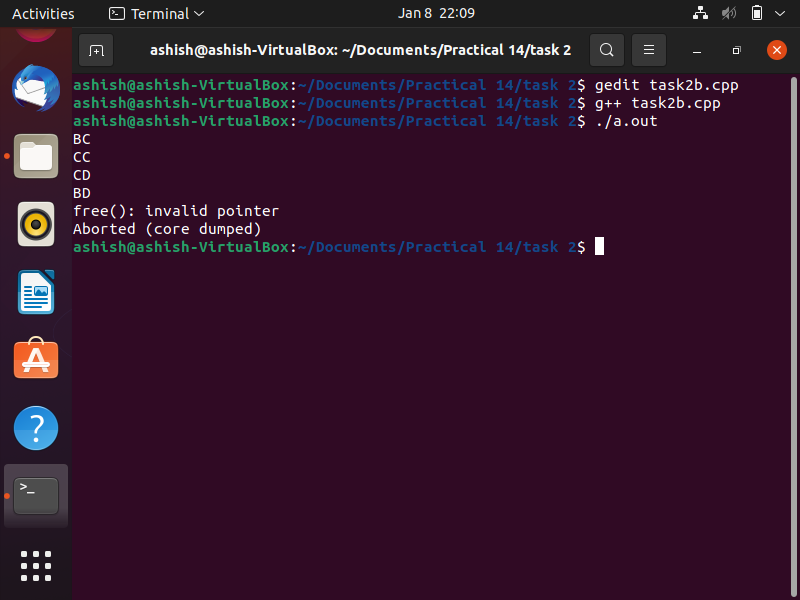 Activities
Terminal
Jan 8 22:09
ashish@ashish-VirtualBox: ~/Documents/Practical 14/task 2
ashish@ashish-VirtualBox:~/Documents/Practical 14/task 2$ gedit task2b.cpp
ashish@ashish-VirtualBox:~/Documents/Practical 14/task 2$ g++ task2b.cpp
ashish@ashish-VirtualBox:~/Documents/Practical 14/task 2$ ./a.out
BC
CC
CD
BD
free(): invalid pointer
Aborted (core dumped)
ashish@ashish-VirtualBox:~/Documents/Practical 14/task 2$